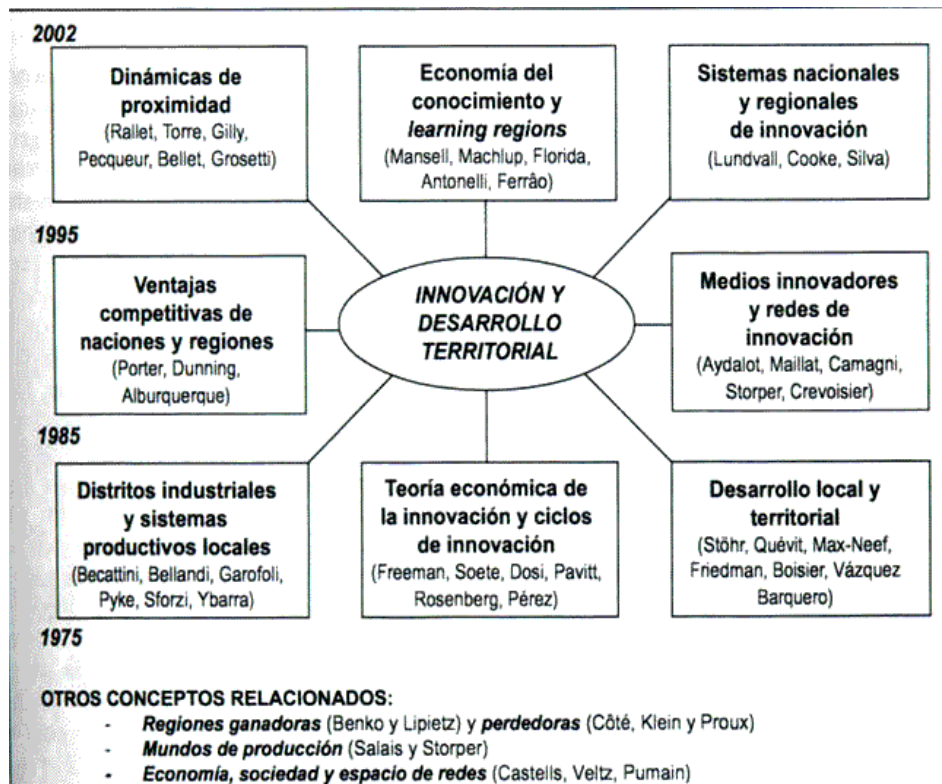 2002
Dinámicas de
proximidad
(Rallet, Torre, Gilly,
Pecqueur, Bellet, Grosetti)
Economía del
conocimiento y
learning regions
(Mansell, Machlup, Florida,
Antonelli, Ferrâo)
Sistemas nacionales
y regionales
de innovación
(Lundvall, Cooke, Silva)
1995
Ventajas
competitivas de
naciones y regiones
(Porter, Dunning,
Alburquerque)
INNOVACIÓN Y
DESARROLLO
TERRITORIAL
Medios innovadores
y redes de
innovación
(Aydalot, Maillat, Camagni,
Storper, Crevoisier)
1985
Distritos industriales
y sistemas
productivos locales
(Becattini, Bellandi, Garofoli,
Pyke, Sforzi, Ybarra)
Teoría económica de
la innovación y ciclos
de innovación
(Freeman, Soete, Dosi, Pavitt,
Rosenberg, Pérez)
Desarrollo local y
territorial
(Stöhr, Quévit, Max-Neef,
Friedman, Boisier, Vázquez
Barquero)
1975
OTROS CONCEPTOS RELACIONADOS:
- Regiones ganadoras (Benko y Lipietz) y perdedoras (Côté, Klein y Proux)
- Mundos de producción (Salais y Storper)
- Economía, sociedad y espacio de redes (Castells, Veltz, Pumain)